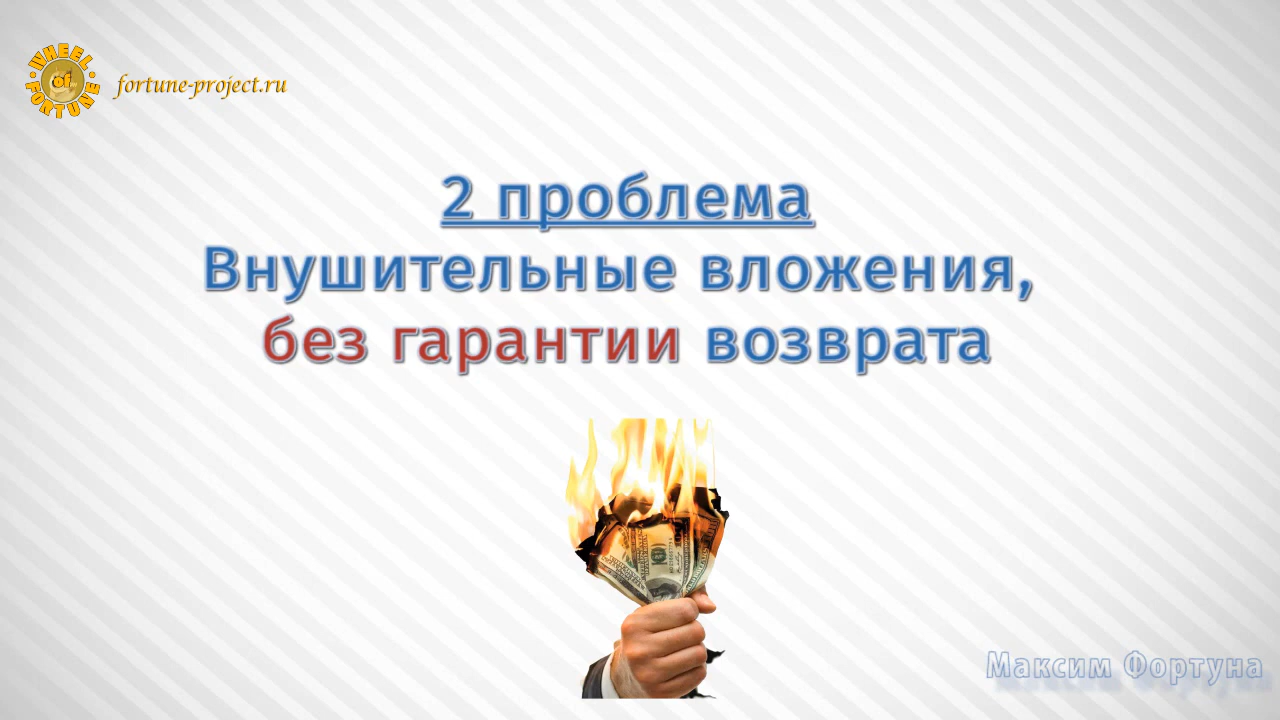 WHEEL of FORTUNE
fortune-project.ru
2 проблема
Внушительные вложения,
без гарантии возврата
Максим Фортуна